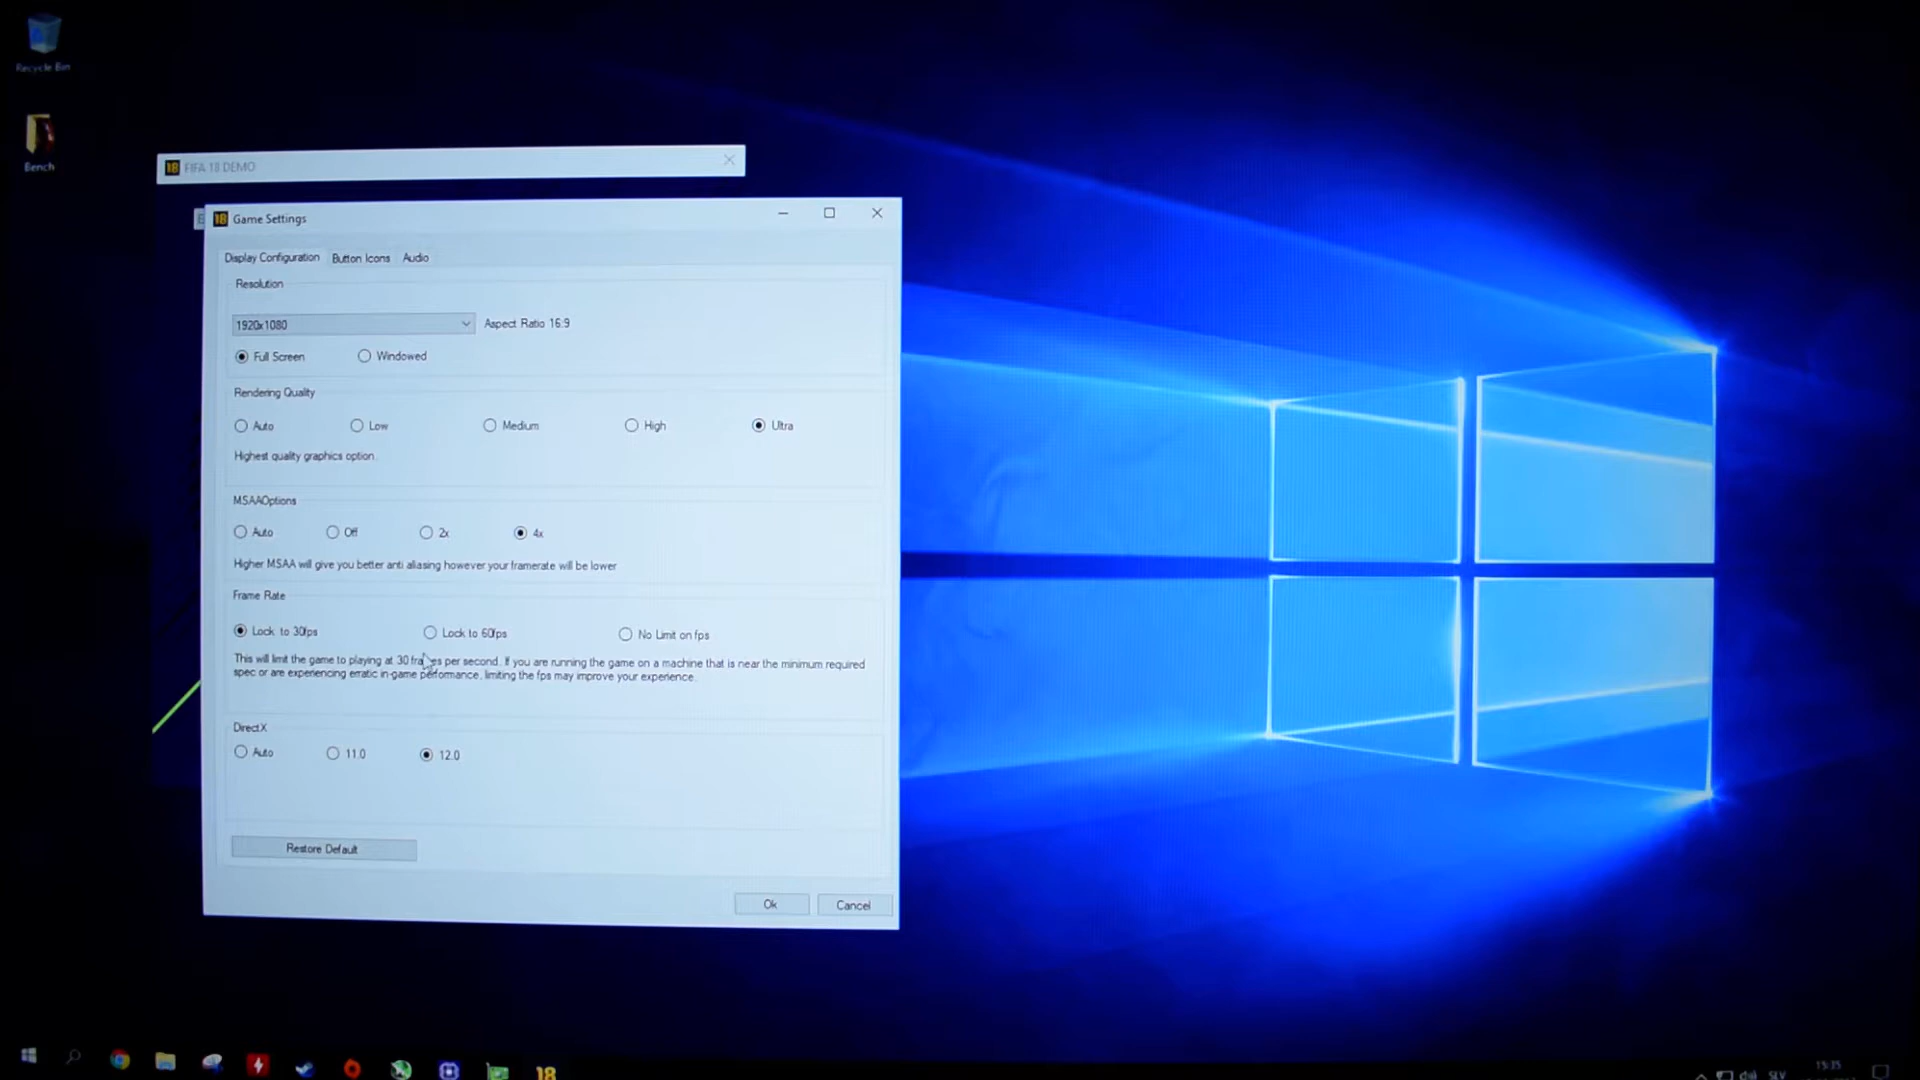 Recycle Bin
Bench
18 FIFA 18 DEMO
18 Game Settings
Display Configuration Button Icons Audio
Resolution
1920x1080 Aspect Ratio 16:9
Full Screen Windowed
Rendering Quality
Auto Low Medium High Ultra
Highest quality graphics option
MSAAOptions
Auto Off 2x 4x
Higher MSAA will give you better anti aliasing however your framerate will be lower
Frame Rate
Lock to 30fps Lock to 60fps No Limit on fps
This will limit the game to playing at 30 frames per second. If you are running the game on a machine that is near the minimum required
spec or are experiencing erratic in-game performance, limiting the fps may improve your experience.
DirectX
Auto 11.0 12.0
Restore Default
Ok Cancel
18
SLV 15:35